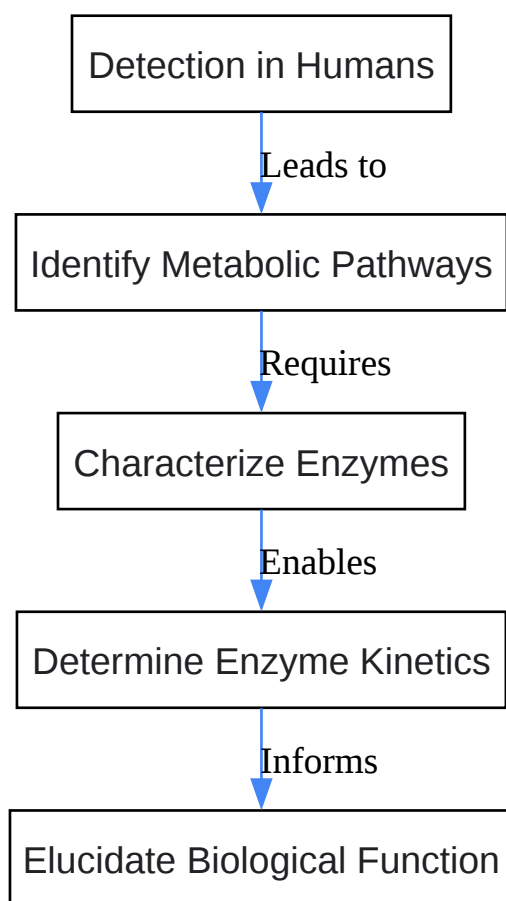 Detection in Humans
Leads to
Identify Metabolic Pathways
Requires
Characterize Enzymes
Enables
Determine Enzyme Kinetics
Informs
Elucidate Biological Function